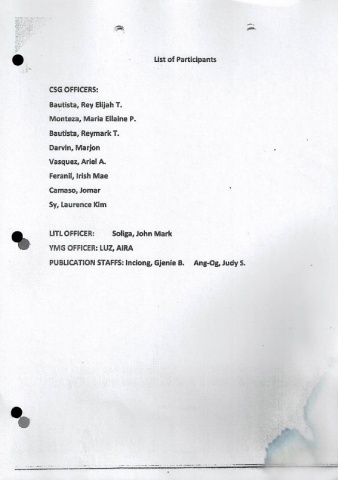 List of Participants
CSG OFFICERS:
Bautista, Rey Elijah T.
Monteza, Maria Ellaine P.
Bautista, Reymark T.
Darvin, Marjon
Vasquez, Ariel A.
Feranil, Irish Mae
Camaso, Jomar
Sy, Laurence Kim
LITL OFFICER: Soliga, John Mark
YMG OFFICER: LUZ, AIRA
PUBLICATION STAFFS: Inciong, Gjenie B. Ang-Og, Judy S.